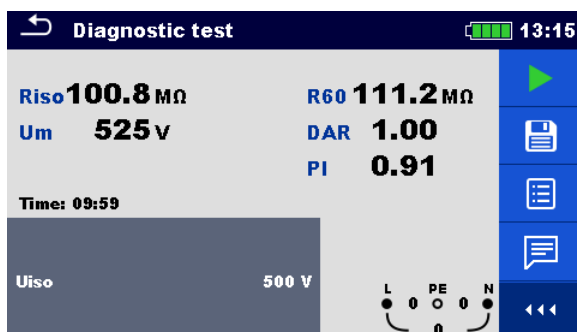 Diagnostic test 13:15
Riso 100.8 MΩ R60 111.2 MΩ
Um 525 V DAR 1.00
PI 0.91
Time: 09:59
Uiso 500 V
L PE N
0 0
0